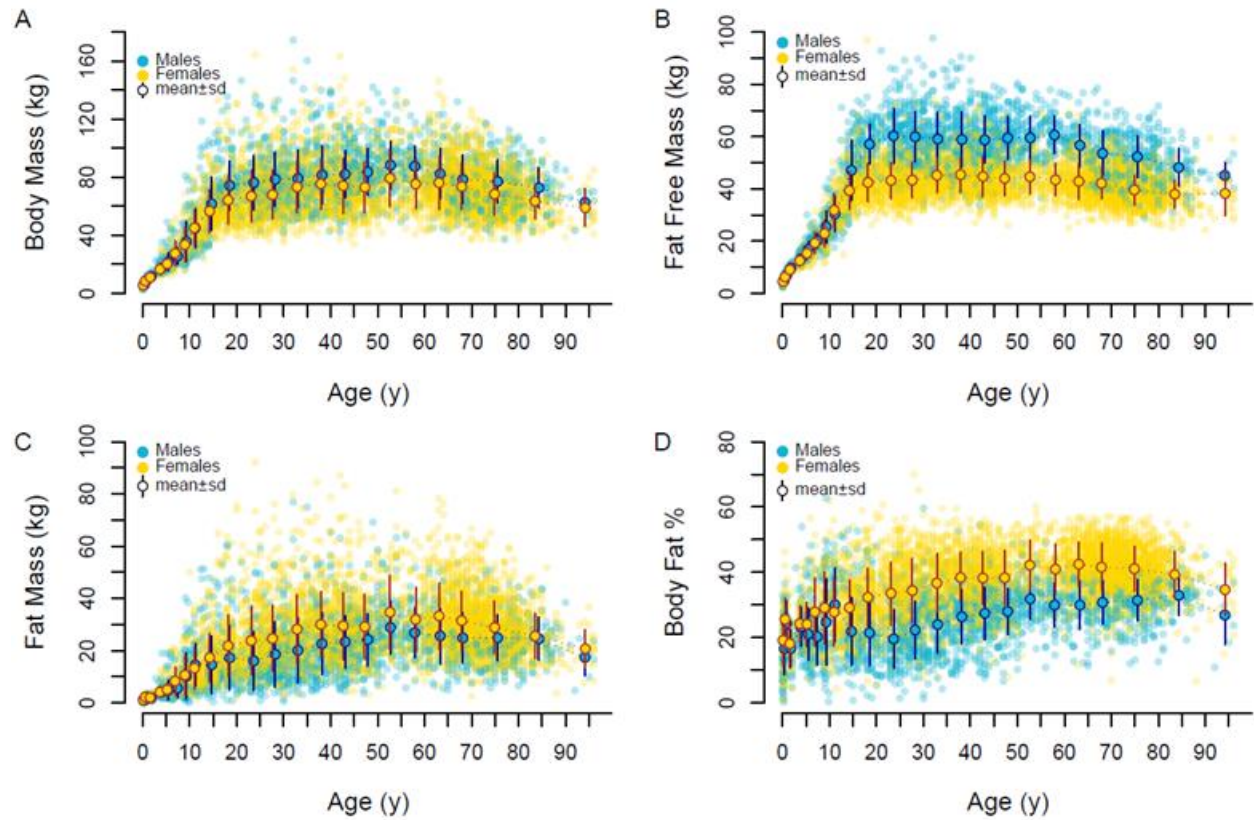 A
Body Mass (kg)
0 40 80 120 160
Males
Females
mean±sd
0 10 20 30 40 50 60 70 80 90
Age (y)
B
Fat Free Mass (kg)
0 20 40 60 80 100
Males
Females
mean±sd
0 10 20 30 40 50 60 70 80 90
Age (y)
C
Fat Mass (kg)
0 20 40 60 80 100
Males
Females
mean±sd
0 10 20 30 40 50 60 70 80 90
Age (y)
D
Body Fat %
0 20 40 60 80
Males
Females
mean±sd
0 10 20 30 40 50 60 70 80 90
Age (y)